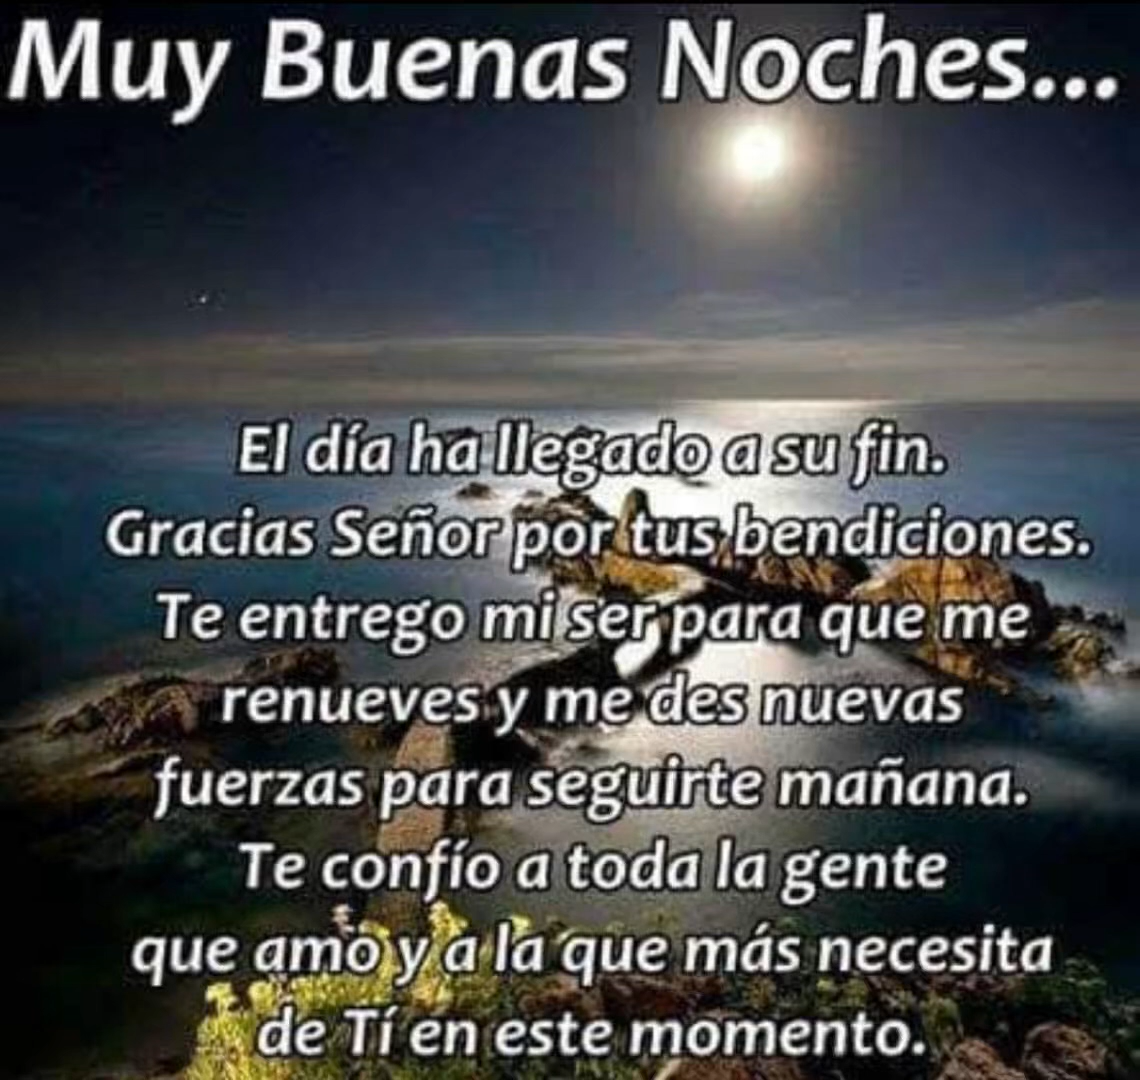 Muy Buenas Noches...
El día ha llegado a su fin.
Gracias Señor por tus bendiciones.
Te entrego mi ser para que me
renueves y me des nuevas
fuerzas para seguirte mañana.
Te confío a toda la gente
que amo y a la que más necesita
de Tí en este momento.